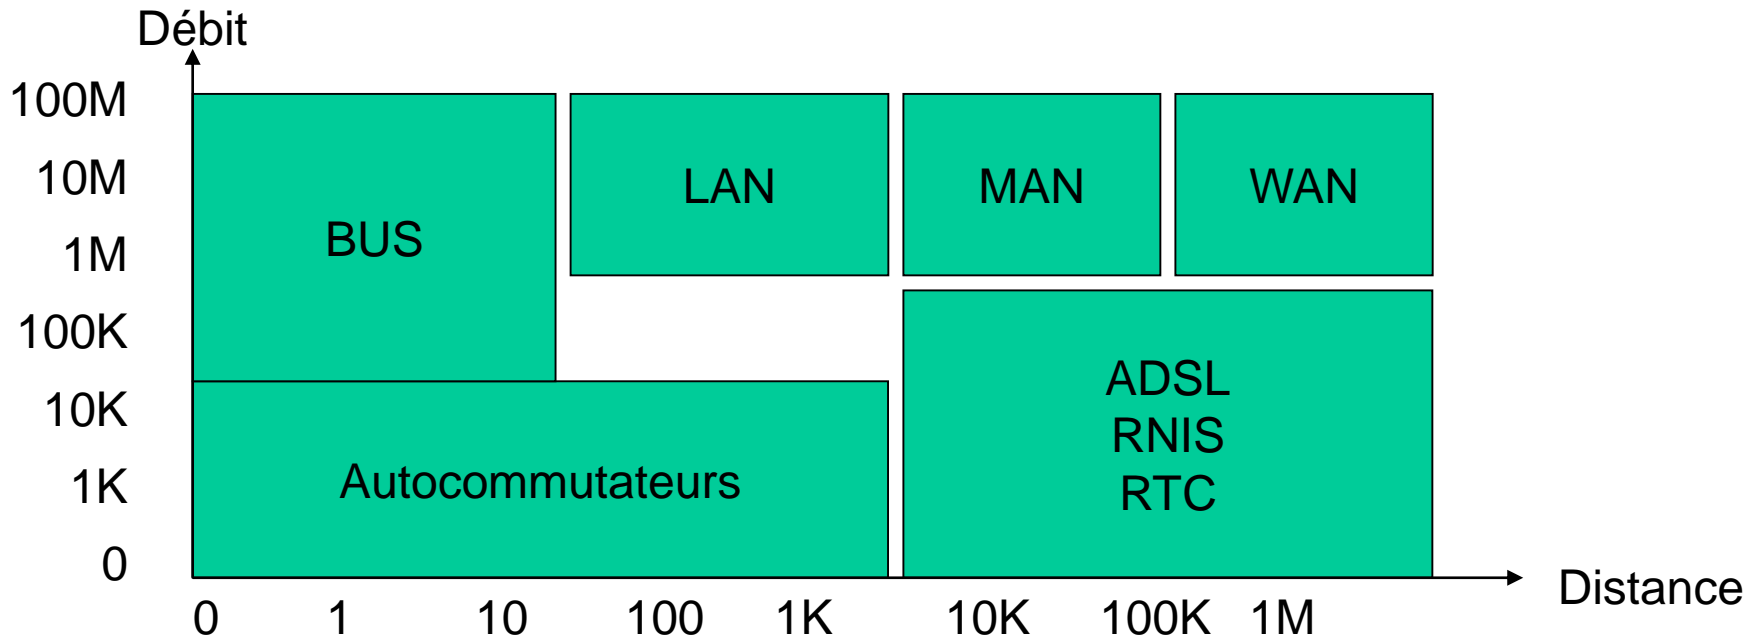 Débit
100M
10M
1M
100K
10K
1K
0
BUS
LAN
MAN
WAN
Autocommutateurs
ADSL
RNIS
RTC
0 1 10 100 1K 10K 100K 1M
Distance